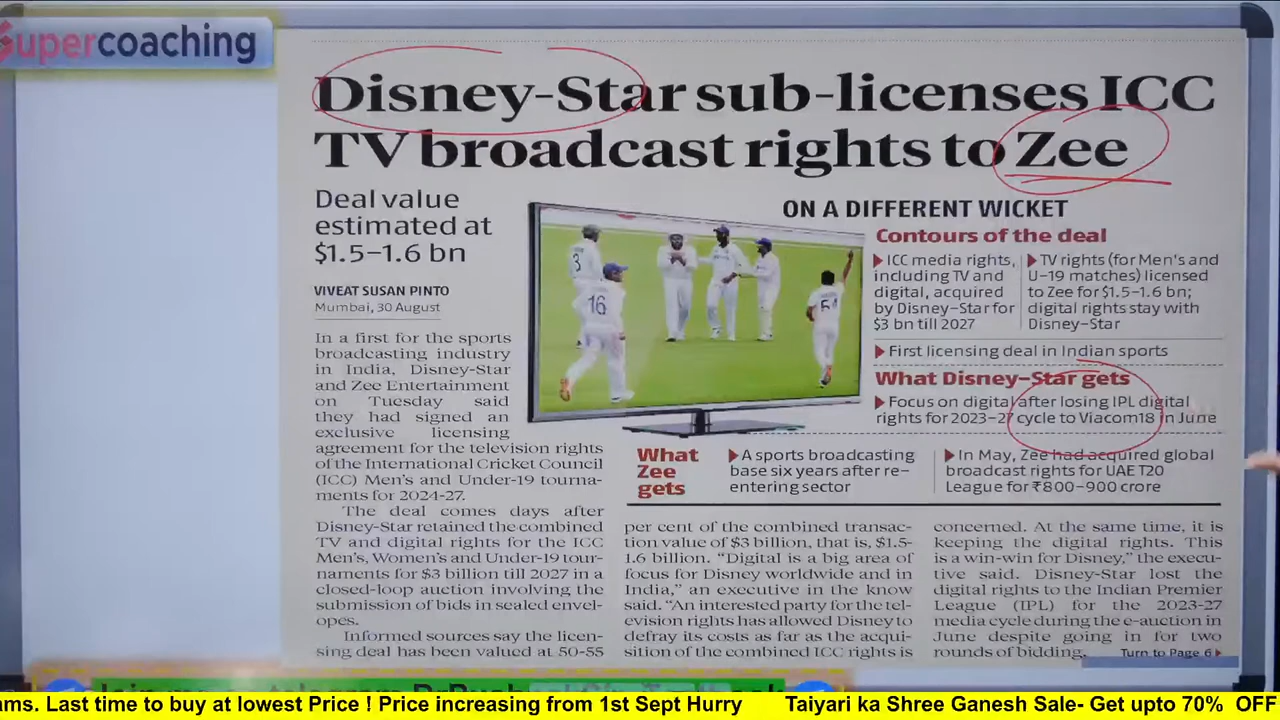 Supercoaching
Disney-Star sub-licenses ICC
TV broadcast rights to Zee
Deal value
estimated at
$1.5–1.6 bn
VIVEAT SUSAN PINTO
Mumbai, 30 August
In a first for the sports
broadcasting industry
in India, Disney-Star
and Zee Entertainment
on Tuesday said
they had signed an
exclusive licensing
agreement for the television rights
of the International Cricket Council
(ICC) Men's and Under-19 tourna-
ments for 2024-27.
The deal comes days after
Disney-Star retained the combined
TV and digital rights for the ICC
Men's, Women's and Under-19 tour-
naments for $3 billion till 2027 in a
closed-loop auction involving the
submission of bids in sealed envel-
opes.
Informed sources say the licen-
sing deal has been valued at 50-55
3
16
54
ON A DIFFERENT WICKET
Contours of the deal
ICC media rights,
including TV and
digital, acquired
by Disney–Star for
$3 bn till 2027
TV rights (for Men's and
U-19 matches) licensed
to Zee for $1.5–1.6 bn;
digital rights stay with
Disney–Star
First licensing deal in Indian sports
What Disney–Star gets
Focus on digital after losing IPL digital
rights for 2023–27 cycle to Viacom18 in June
What
Zee
gets
A sports broadcasting
base six years after re–
entering sector
In May, Zee had acquired global
broadcast rights for UAE T20
League for ₹800–900 crore
per cent of the combined transac-
tion value of $3 billion, that is, $1.5-
1.6 billion. “Digital is a big area of
focus for Disney worldwide and in
India,” an executive in the know
said. “An interested party for the tel-
evision rights has allowed Disney to
defray its costs as far as the acqui-
sition of the combined ICC rights is
concerned. At the same time, it is
keeping the digital rights. This
is a win-win for Disney,” the execu-
tive said. Disney-Star lost the
digital rights to the Indian Premier
League (IPL) for the 2023-27
media cycle during the e-auction in
June despite going in for two
rounds of bidding.
Turn to Page 6
ams. Last time to buy at lowest Price ! Price increasing from 1st Sept Hurry Taiyari ka Shree Ganesh Sale- Get upto 70% OFF